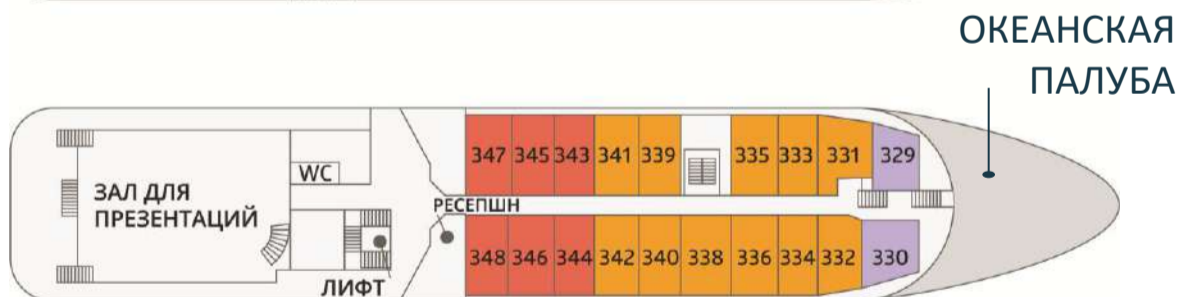 ОКЕАНСКАЯ
ПАЛУБА
347 345 343 341 339 335 333 331 329
WC
ЗАЛ ДЛЯ
ПРЕЗЕНТАЦИЙ
РЕСЕПШН
348 346 344 342 340 338 336 334 332 330
ЛИФТ